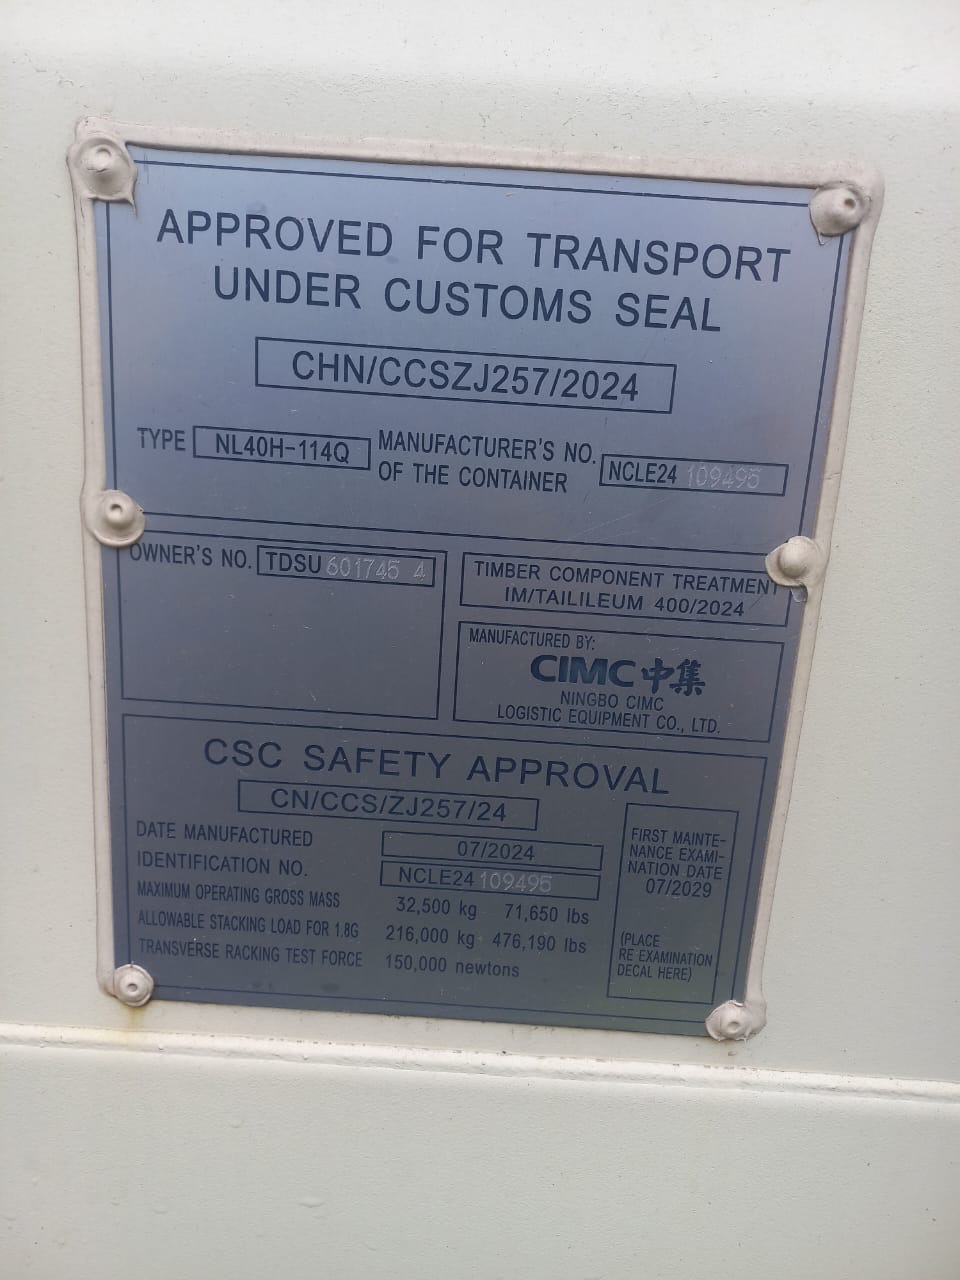 APPROVED FOR TRANSPORT
UNDER CUSTOMS SEAL
CHN/CCSZJ257/2024
TYPE NL40H-114Q MANUFACTURER'S NO.
OF THE CONTAINER NCLE24 109495
OWNER'S NO. TDSU 601745 4
TIMBER COMPONENT TREATMENT
IM/TAILILEUM 400/2024
MANUFACTURED BY:
CIMC中集
NINGBO CIMC
LOGISTIC EQUIPMENT CO., LTD.
CSC SAFETY APPROVAL
CN/CCS/ZJ257/24
DATE MANUFACTURED 07/2024
IDENTIFICATION NO. NCLE24 109495
MAXIMUM OPERATING GROSS MASS 32,500 kg 71,650 lbs
ALLOWABLE STACKING LOAD FOR 1.8G 216,000 kg 476,190 lbs
TRANSVERSE RACKING TEST FORCE 150,000 newtons
FIRST MAINTE-
NANCE EXAMI-
NATION DATE
07/2029
(PLACE
RE EXAMINATION
DECAL HERE)